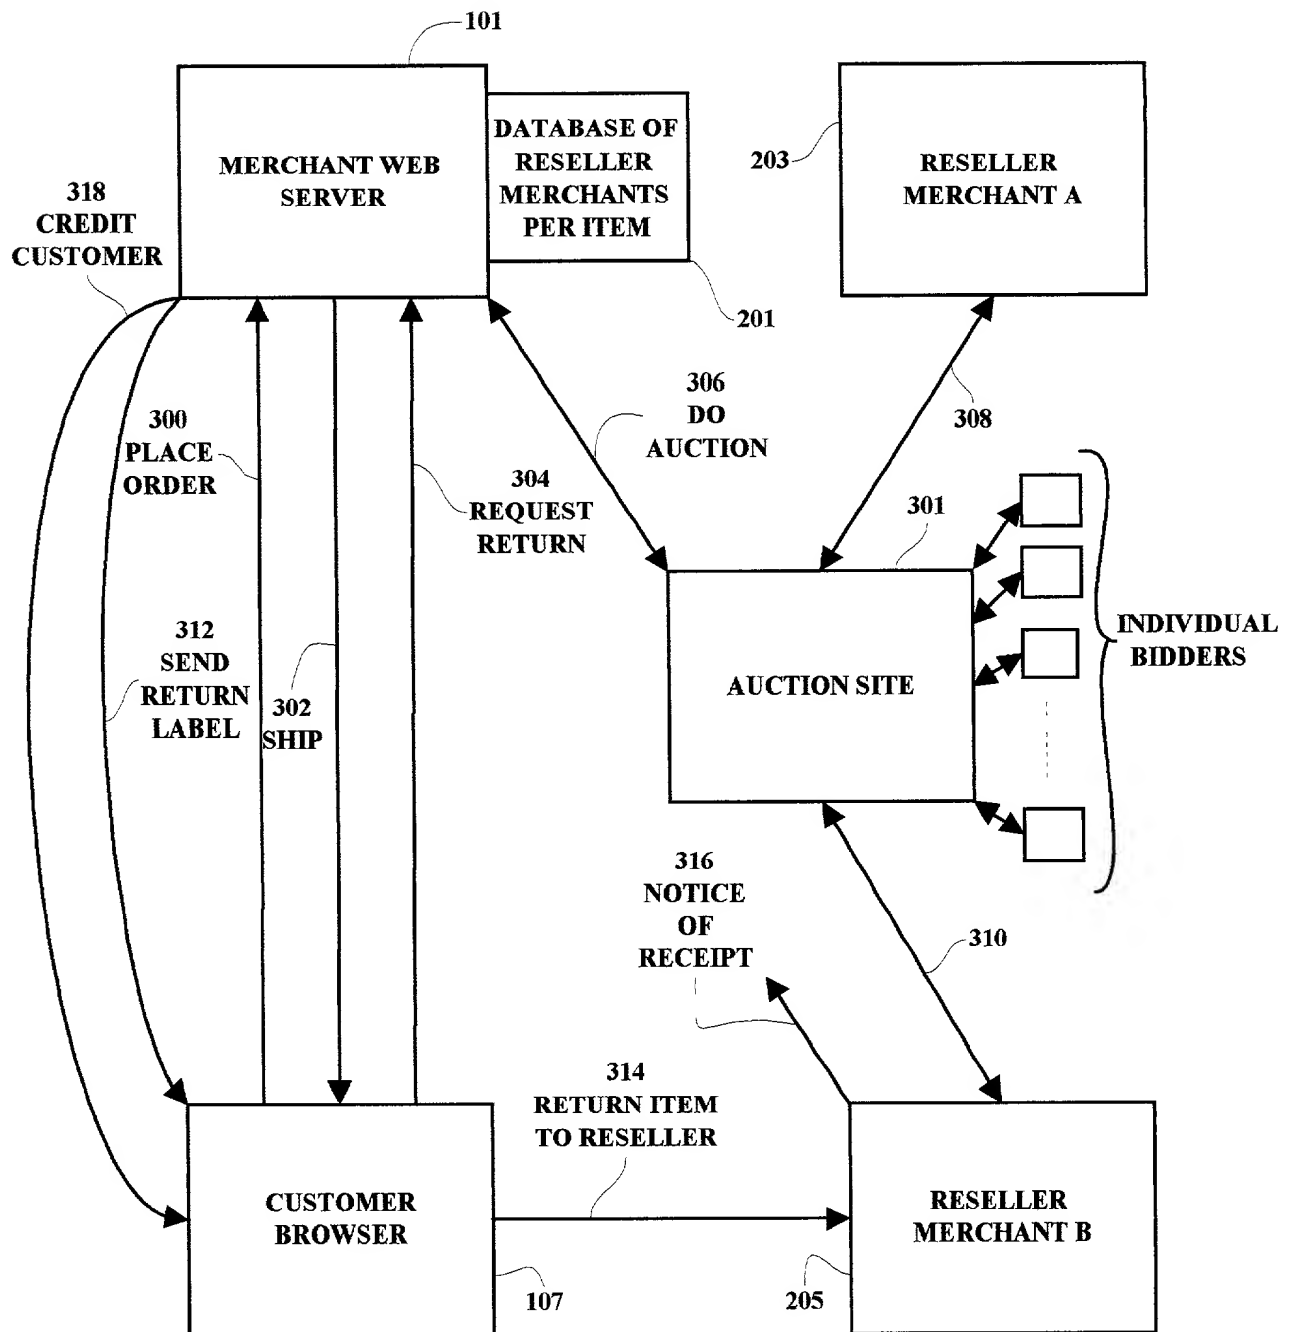 101
MERCHANT WEB
SERVER
DATABASE OF
RESELLER
MERCHANTS
PER ITEM
203
RESELLER
MERCHANT A
318
CREDIT
CUSTOMER
201
306
DO
AUCTION
308
300
PLACE
ORDER
304
REQUEST
RETURN
301
INDIVIDUAL
BIDDERS
312
SEND
RETURN
LABEL
302
SHIP
AUCTION SITE
316
NOTICE
OF
RECEIPT
310
314
RETURN ITEM
TO RESELLER
CUSTOMER
BROWSER
RESELLER
MERCHANT B
107
205